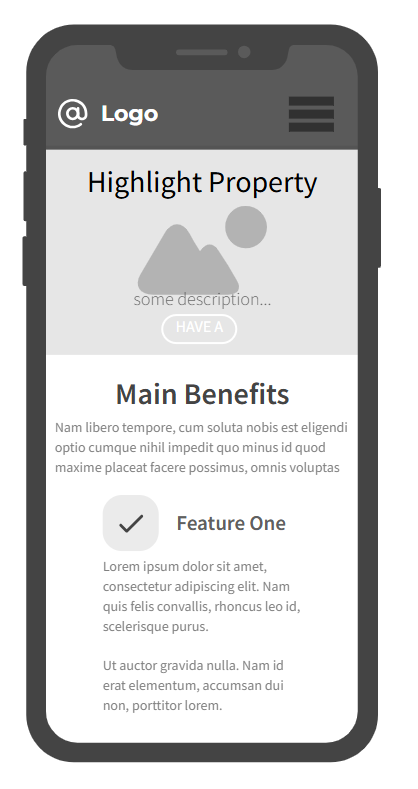 @ Logo
Highlight Property
some description...
HAVE A
Main Benefits
Nam libero tempore, cum soluta nobis est eligendi
optio cumque nihil impedit quo minus id quod
maxime placeat facere possimus, omnis voluptas
Feature One
Lorem ipsum dolor sit amet,
consectetur adipiscing elit. Nam
quis felis convallis, rhoncus leo id,
scelerisque purus.
Ut auctor gravida nulla. Nam id
erat elementum, accumsan dui
non, porttitor lorem.